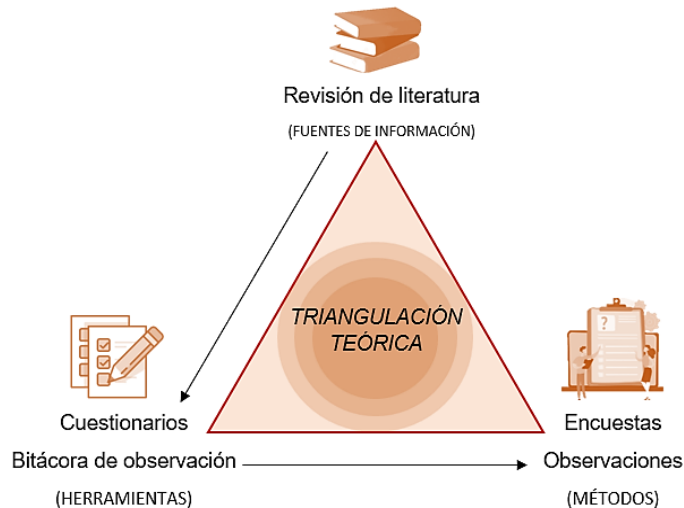 Revisión de literatura
(FUENTES DE INFORMACIÓN)
TRIANGULACIÓN
TEÓRICA
?
Cuestionarios
Bitácora de observación
(HERRAMIENTAS)
Encuestas
Observaciones
(MÉTODOS)